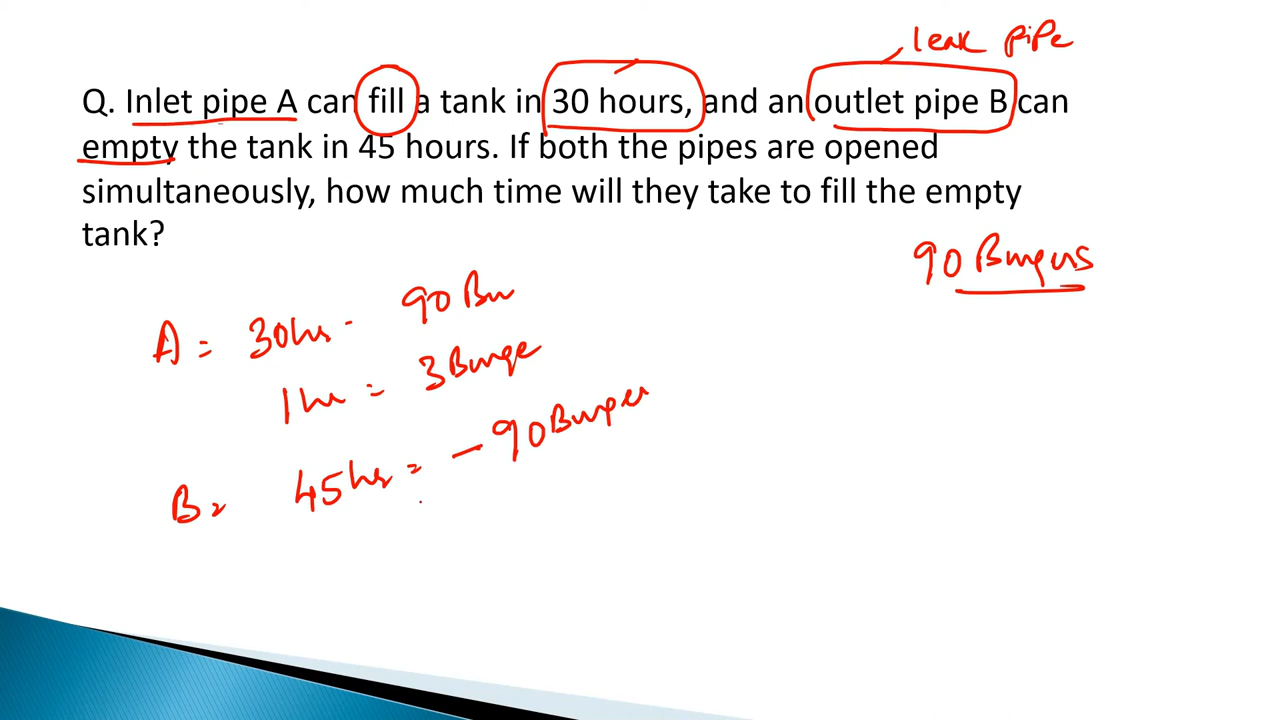 leak pipe
Q. Inlet pipe A can fill a tank in 30 hours, and an outlet pipe B can
empty the tank in 45 hours. If both the pipes are opened
simultaneously, how much time will they take to fill the empty
tank?
90 Burgers
A = 30hrs - 90 Bu
1hr = 3 Burge
B = 45hrs = - 90 Burger